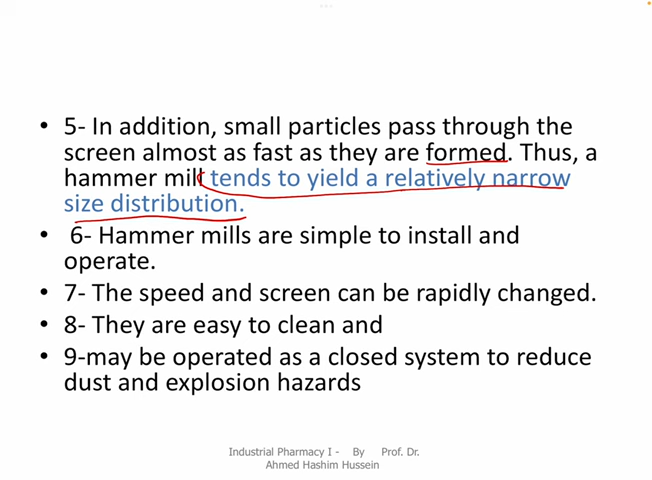 • 5- In addition, small particles pass through the
screen almost as fast as they are formed. Thus, a
hammer mill tends to yield a relatively narrow
size distribution.
• 6- Hammer mills are simple to install and
operate.
• 7- The speed and screen can be rapidly changed.
• 8- They are easy to clean and
• 9-may be operated as a closed system to reduce
dust and explosion hazards
Industrial Pharmacy I - By Prof. Dr.
Ahmed Hashim Hussein